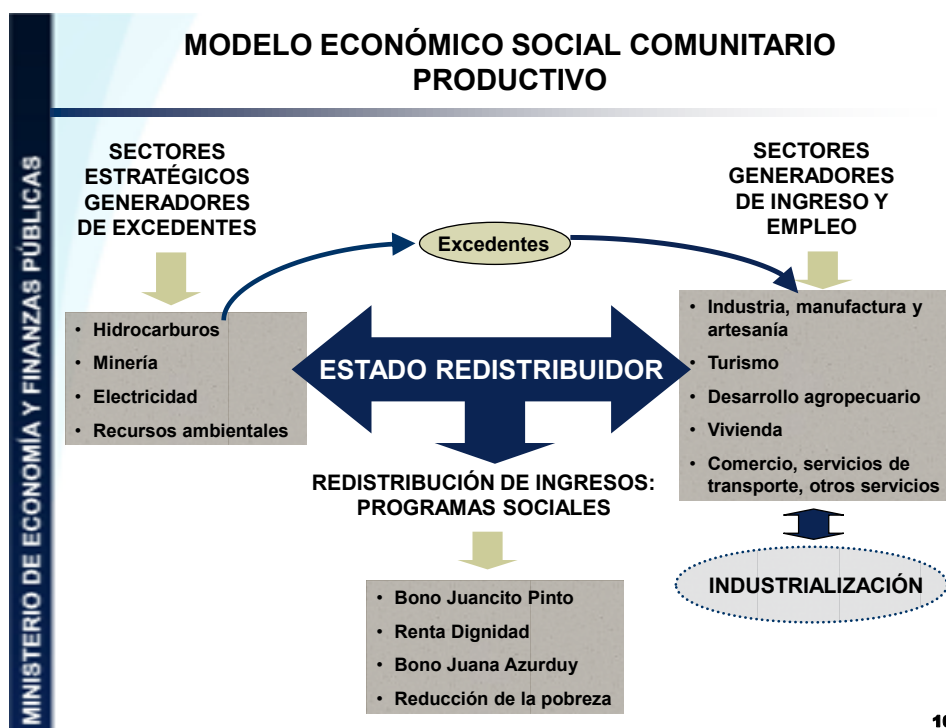 MODELO ECONÓMICO SOCIAL COMUNITARIO
PRODUCTIVO
MINISTERIO DE ECONOMÍA Y FINANZAS PÚBLICAS
SECTORES
ESTRATÉGICOS
GENERADORES
DE EXCEDENTES
Excedentes
SECTORES
GENERADORES
DE INGRESO Y
EMPLEO
• Hidrocarburos
• Minería
• Electricidad
• Recursos ambientales
ESTADO REDISTRIBUIDOR
• Industria, manufactura y
artesanía
• Turismo
• Desarrollo agropecuario
• Vivienda
• Comercio, servicios de
transporte, otros servicios
REDISTRIBUCIÓN DE INGRESOS:
PROGRAMAS SOCIALES
INDUSTRIALIZACIÓN
• Bono Juancito Pinto
• Renta Dignidad
• Bono Juana Azurduy
• Reducción de la pobreza